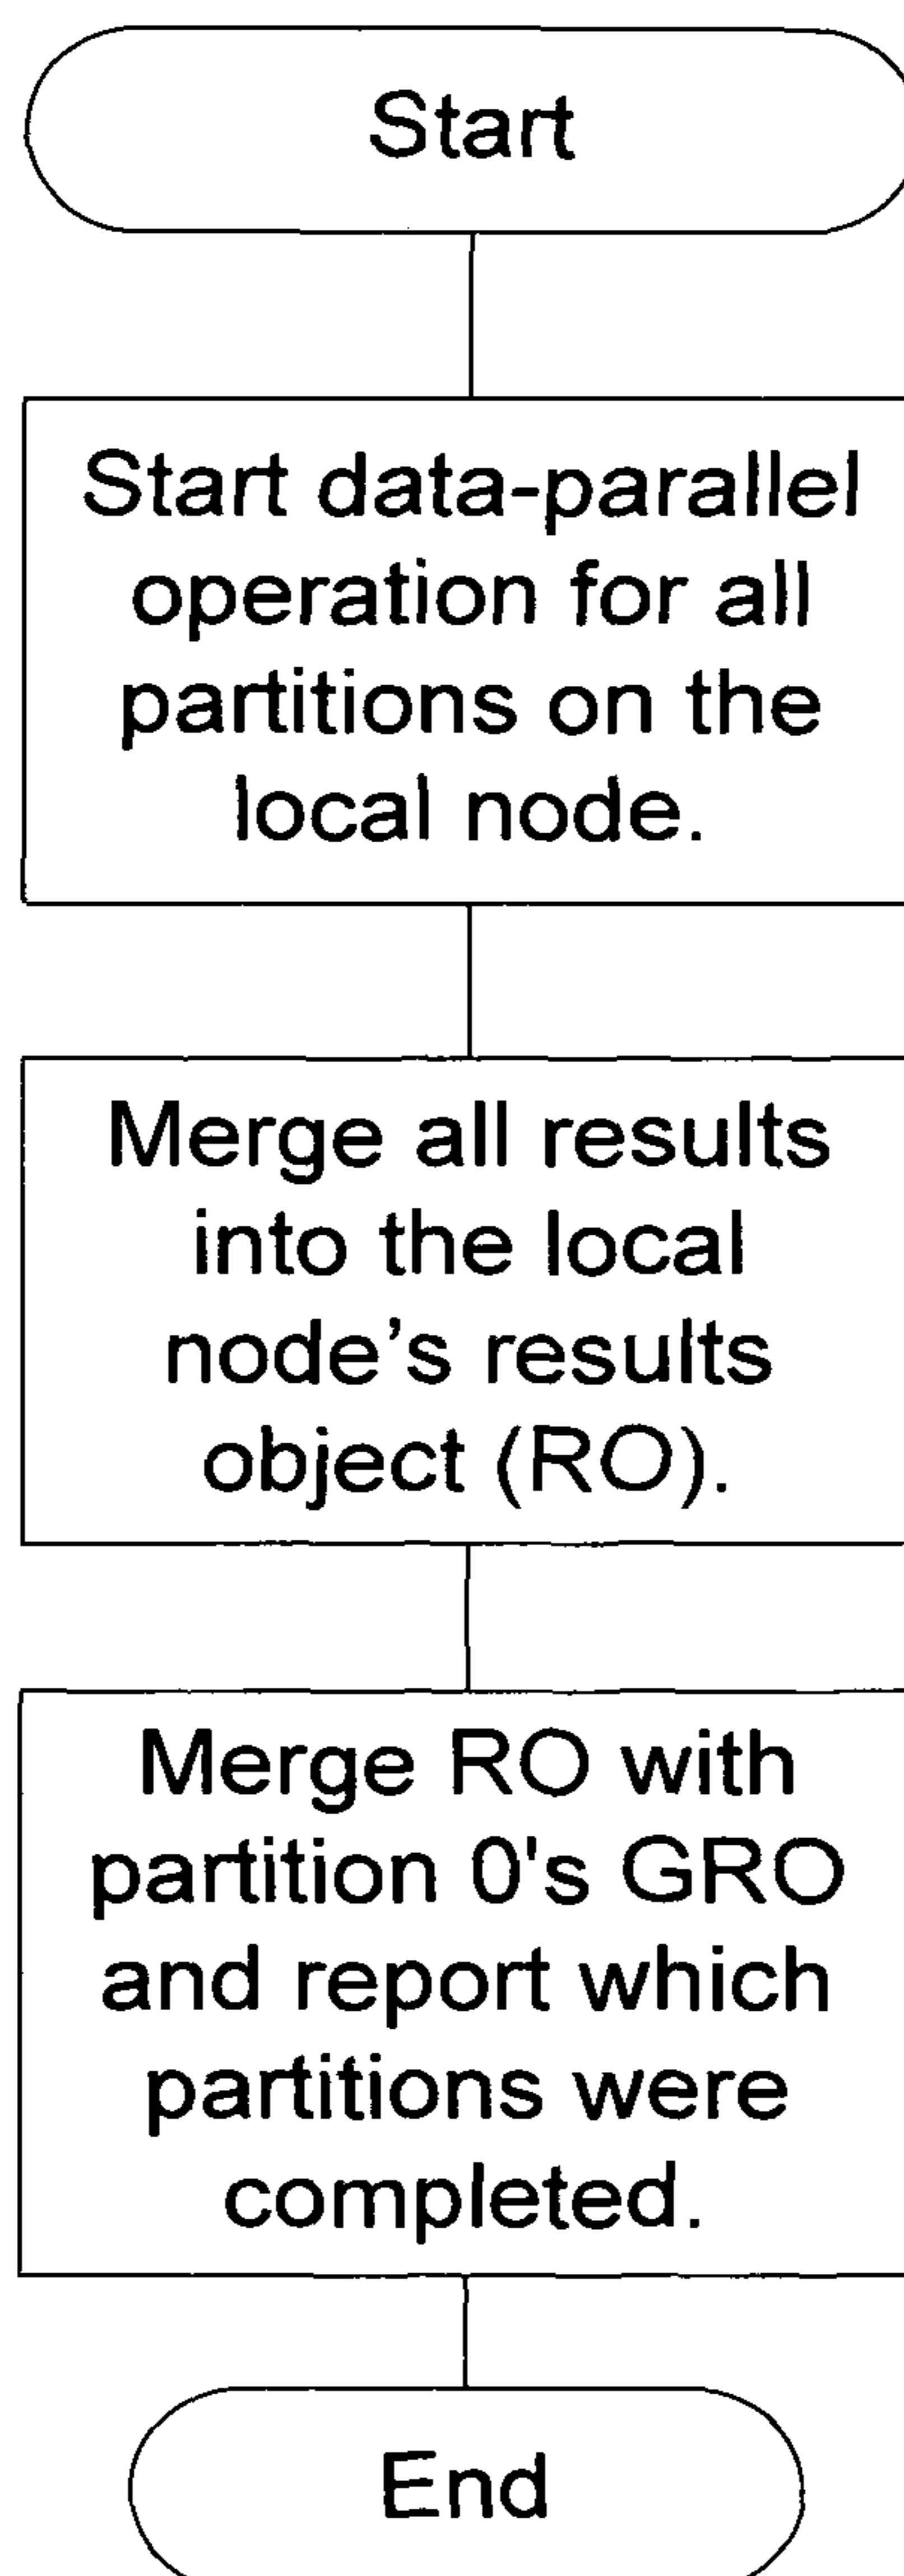 Start
Start data-parallel
operation for all
partitions on the
local node.
Merge all results
into the local
node's results
object (RO).
Merge RO with
partition 0's GRO
and report which
partitions were
completed.
End